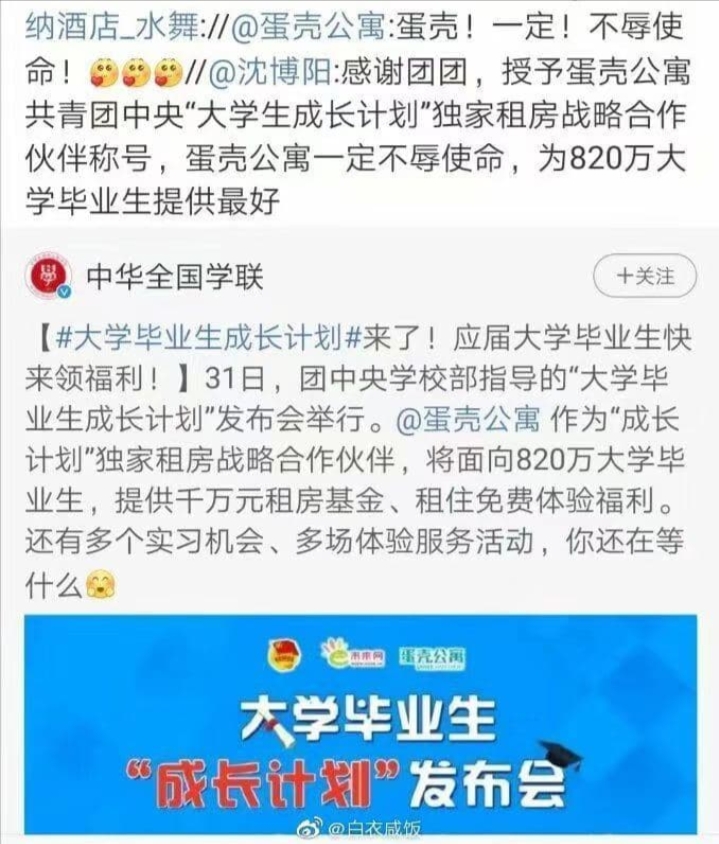 纳酒店_水舞://@蛋壳公寓:蛋壳！一定！不辱使
命！//@沈博阳:感谢团团，授予蛋壳公寓
共青团中央“大学生成长计划”独家租房战略合作
伙伴称号，蛋壳公寓一定不辱使命，为820万大
学毕业生提供最好
中华全国学联
+关注
【#大学毕业生成长计划#来了！应届大学毕业生快
来领福利！】31日，团中央学校部指导的“大学毕
业生成长计划”发布会举行。@蛋壳公寓 作为“成长
计划”独家租房战略合作伙伴，将面向820万大学毕
业生，提供千万元租房基金、租住免费体验福利。
还有多个实习机会、多场体验服务活动，你还在等
什么
未来网
蛋壳公寓
大学毕业生
“成长计划”发布会
@白衣咸饭